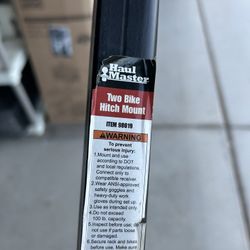 Haul
Master
Two Bike
Hitch Mount
ITEM 98019
WARNING
To prevent
serious injury:
1.Mount and use
according to DOT
and local regulations.
Connect only to
compatible receiver.
2.Wear ANSI-approved
safety goggles and
heavy-duty work
gloves during set up.
3.Use as intended only.
4.Do not exceed
100 lb. capacity.
5.Inspect before use; do
not use if parts loose
or damaged.
6.Secure rack and bikes
before use.